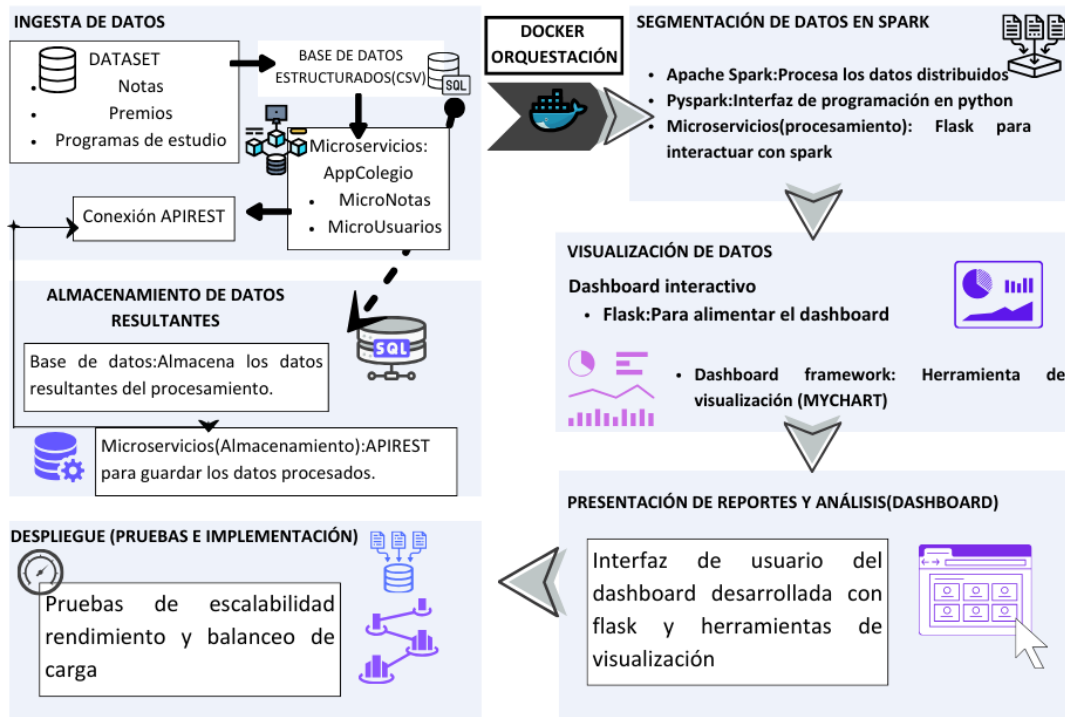 INGESTA DE DATOS
DATASET
Notas
Premios
Programas de estudio
BASE DE DATOS
ESTRUCTURADOS(CSV)
SQL
Microservicios:
AppColegio
MicroNotas
MicroUsuarios
Conexión APIREST
DOCKER
ORQUESTACIÓN
SEGMENTACIÓN DE DATOS EN SPARK
Apache Spark:Procesa los datos distribuidos
Pyspark:Interfaz de programación en python
Microservicios(procesamiento): Flask para
interactuar con spark
ALMACENAMIENTO DE DATOS
RESULTANTES
SQL
Base de datos:Almacena los datos
resultantes del procesamiento.
Microservicios(Almacenamiento):APIREST
para guardar los datos procesados.
VISUALIZACIÓN DE DATOS
Dashboard interactivo
Flask:Para alimentar el dashboard
Dashboard framework: Herramienta de
visualización (MYCHART)
PRESENTACIÓN DE REPORTES Y ANÁLISIS(DASHBOARD)
Interfaz de usuario del
dashboard desarrollada con
flask y herramientas de
visualización
DESPLIEGUE (PRUEBAS E IMPLEMENTACIÓN)
Pruebas de escalabilidad
rendimiento y balanceo de
carga